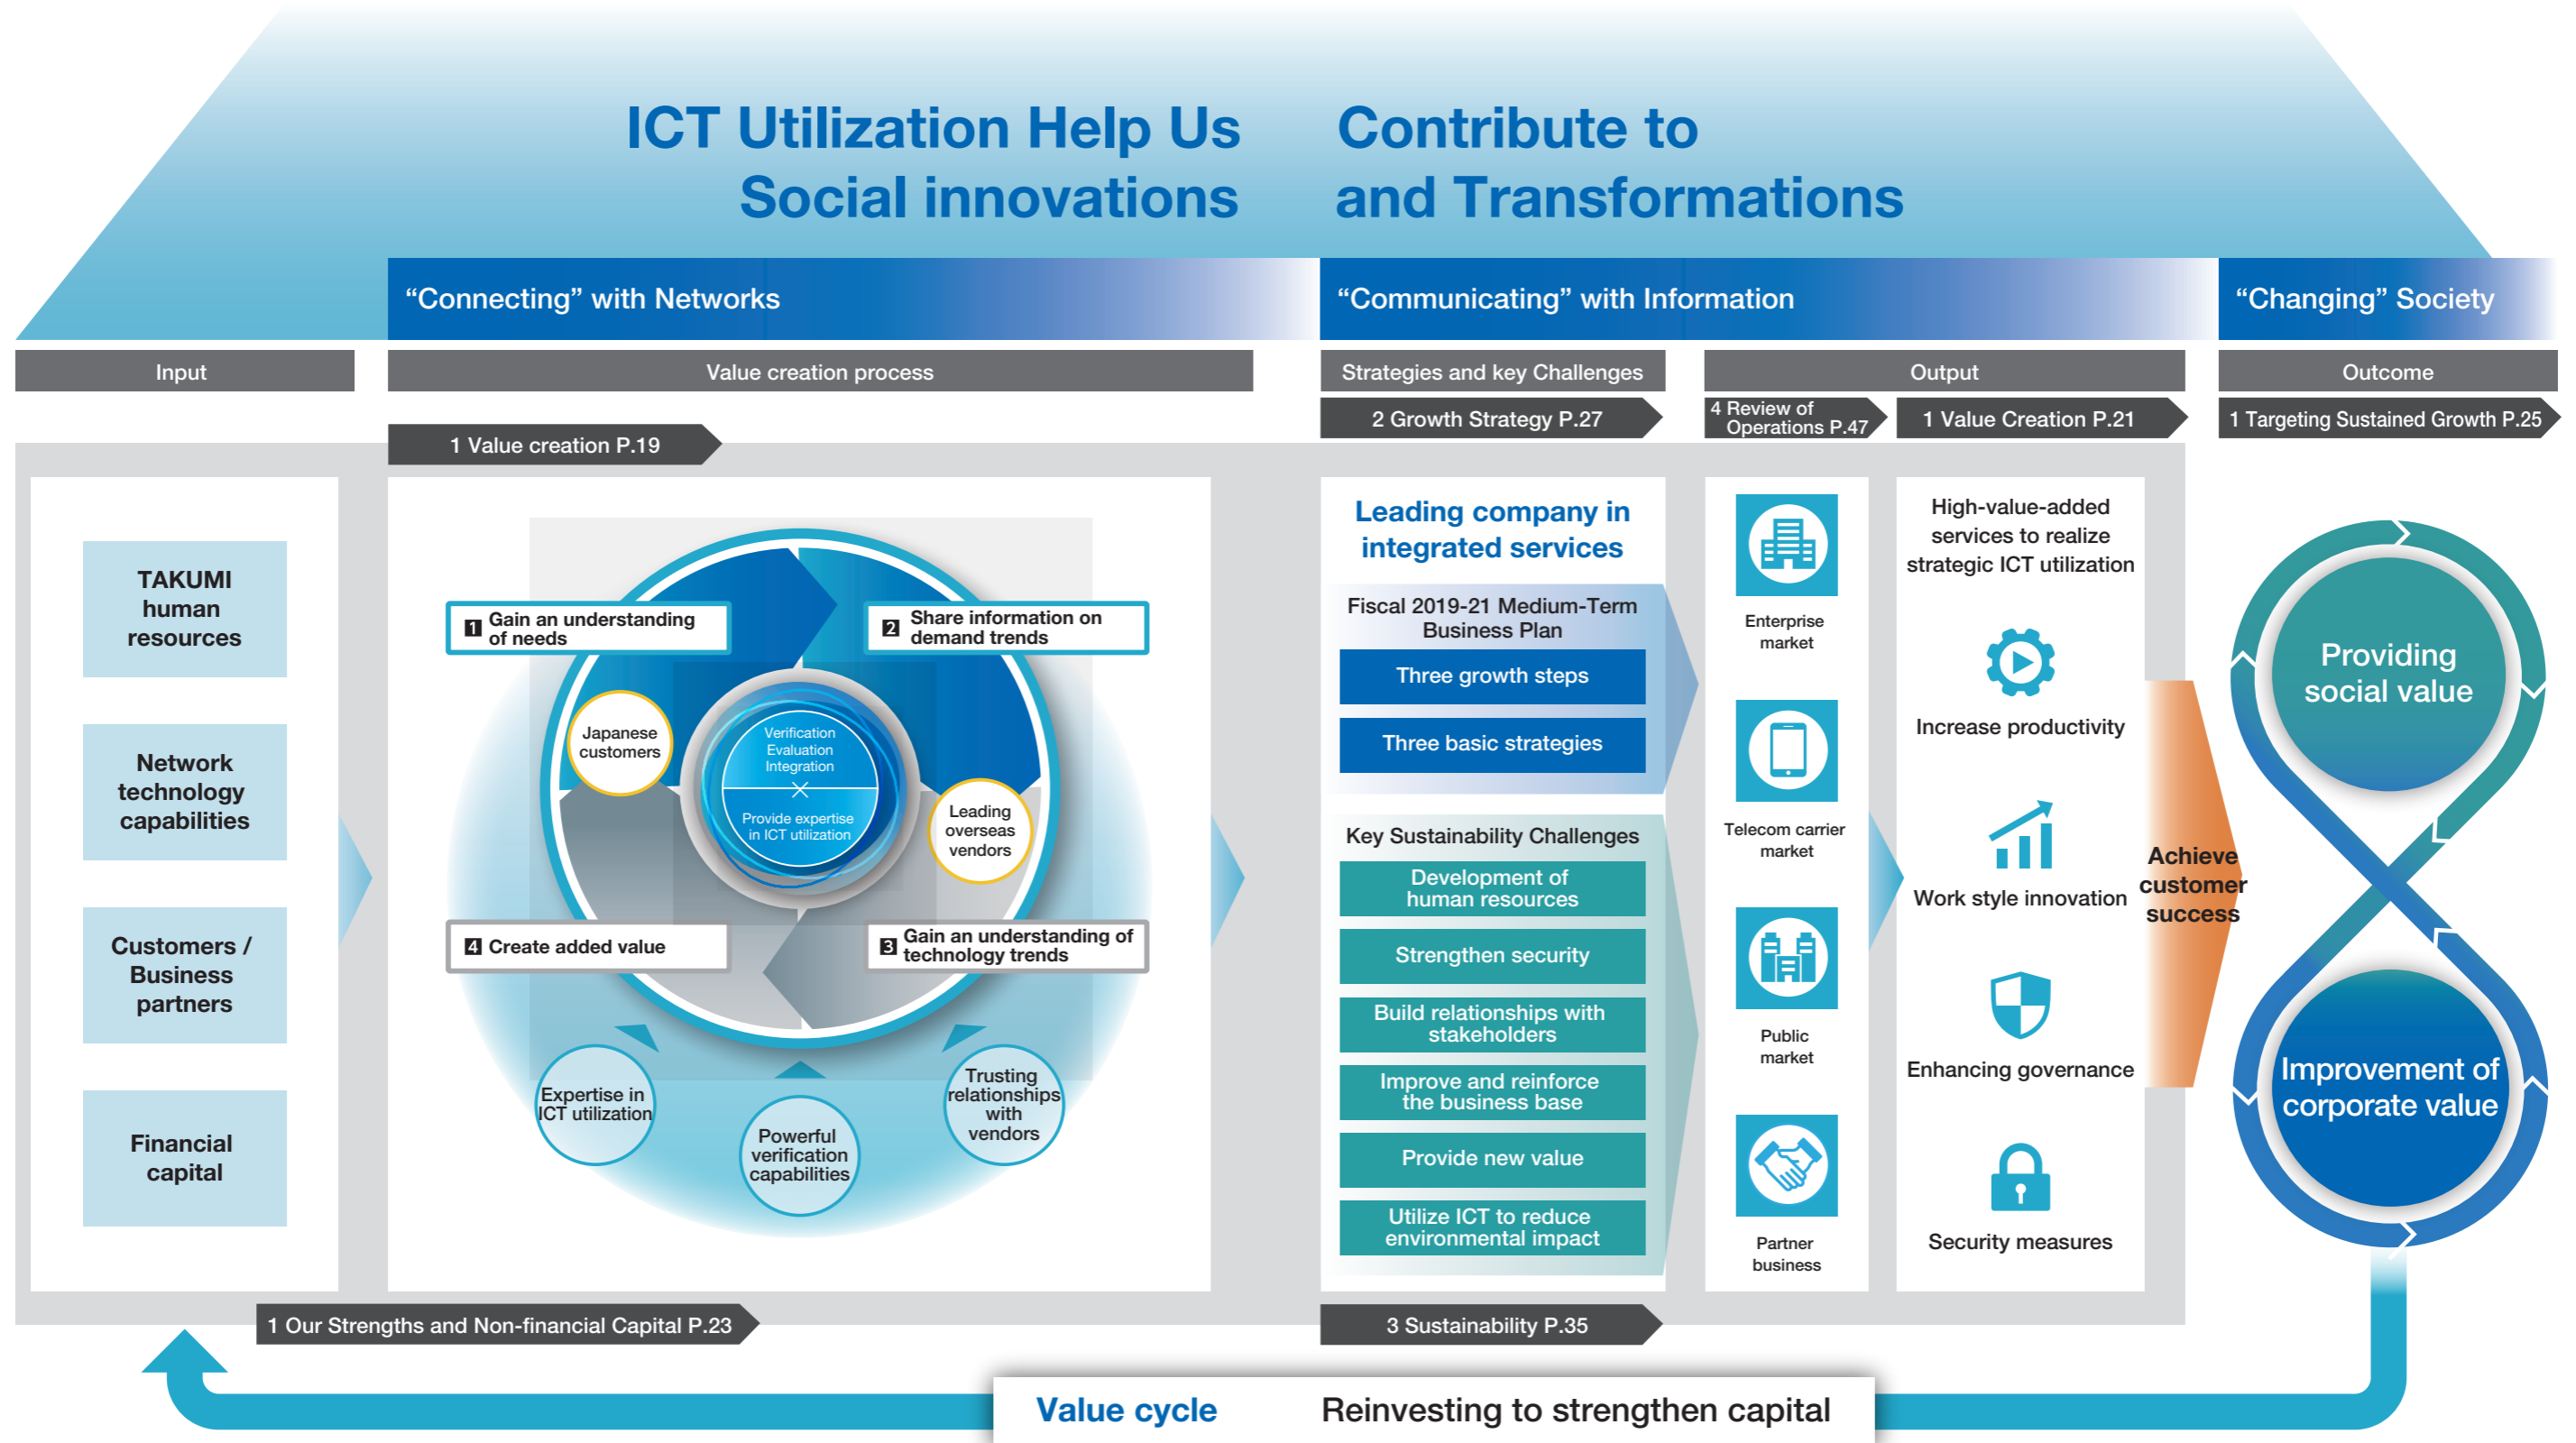 ICT Utilization Help Us Contribute to
Social innovations and Transformations
“Connecting” with Networks
“Communicating” with Information
“Changing” Society
Input
Value creation process
Strategies and key Challenges
Output
Outcome
1 Value creation P.19
2 Growth Strategy P.27
4 Review of
Operations P.47
1 Value Creation P.21
1 Targeting Sustained Growth P.25
TAKUMI
human
resources
Network
technology
capabilities
Customers /
Business
partners
Financial
capital
1 Gain an understanding
of needs
2 Share information on
demand trends
Japanese
customers
Verification
Evaluation
Integration
Provide expertise
in ICT utilization
Leading
overseas
vendors
4 Create added value
3 Gain an understanding of
technology trends
Expertise in
ICT utilization
Powerful
verification
capabilities
Trusting
relationships
with
vendors
Leading company in
integrated services
Fiscal 2019-21 Medium-Term
Business Plan
Three growth steps
Three basic strategies
Key Sustainability Challenges
Development of
human resources
Strengthen security
Build relationships with
stakeholders
Improve and reinforce
the business base
Provide new value
Utilize ICT to reduce
environmental impact
Enterprise
market
Telecom carrier
market
Public
market
Partner
business
High-value-added
services to realize
strategic ICT utilization
Increase productivity
Work style innovation
Enhancing governance
Security measures
Achieve
customer
success
Providing
social value
Improvement of
corporate value
1 Our Strengths and Non-financial Capital P.23
3 Sustainability P.35
Value cycle
Reinvesting to strengthen capital